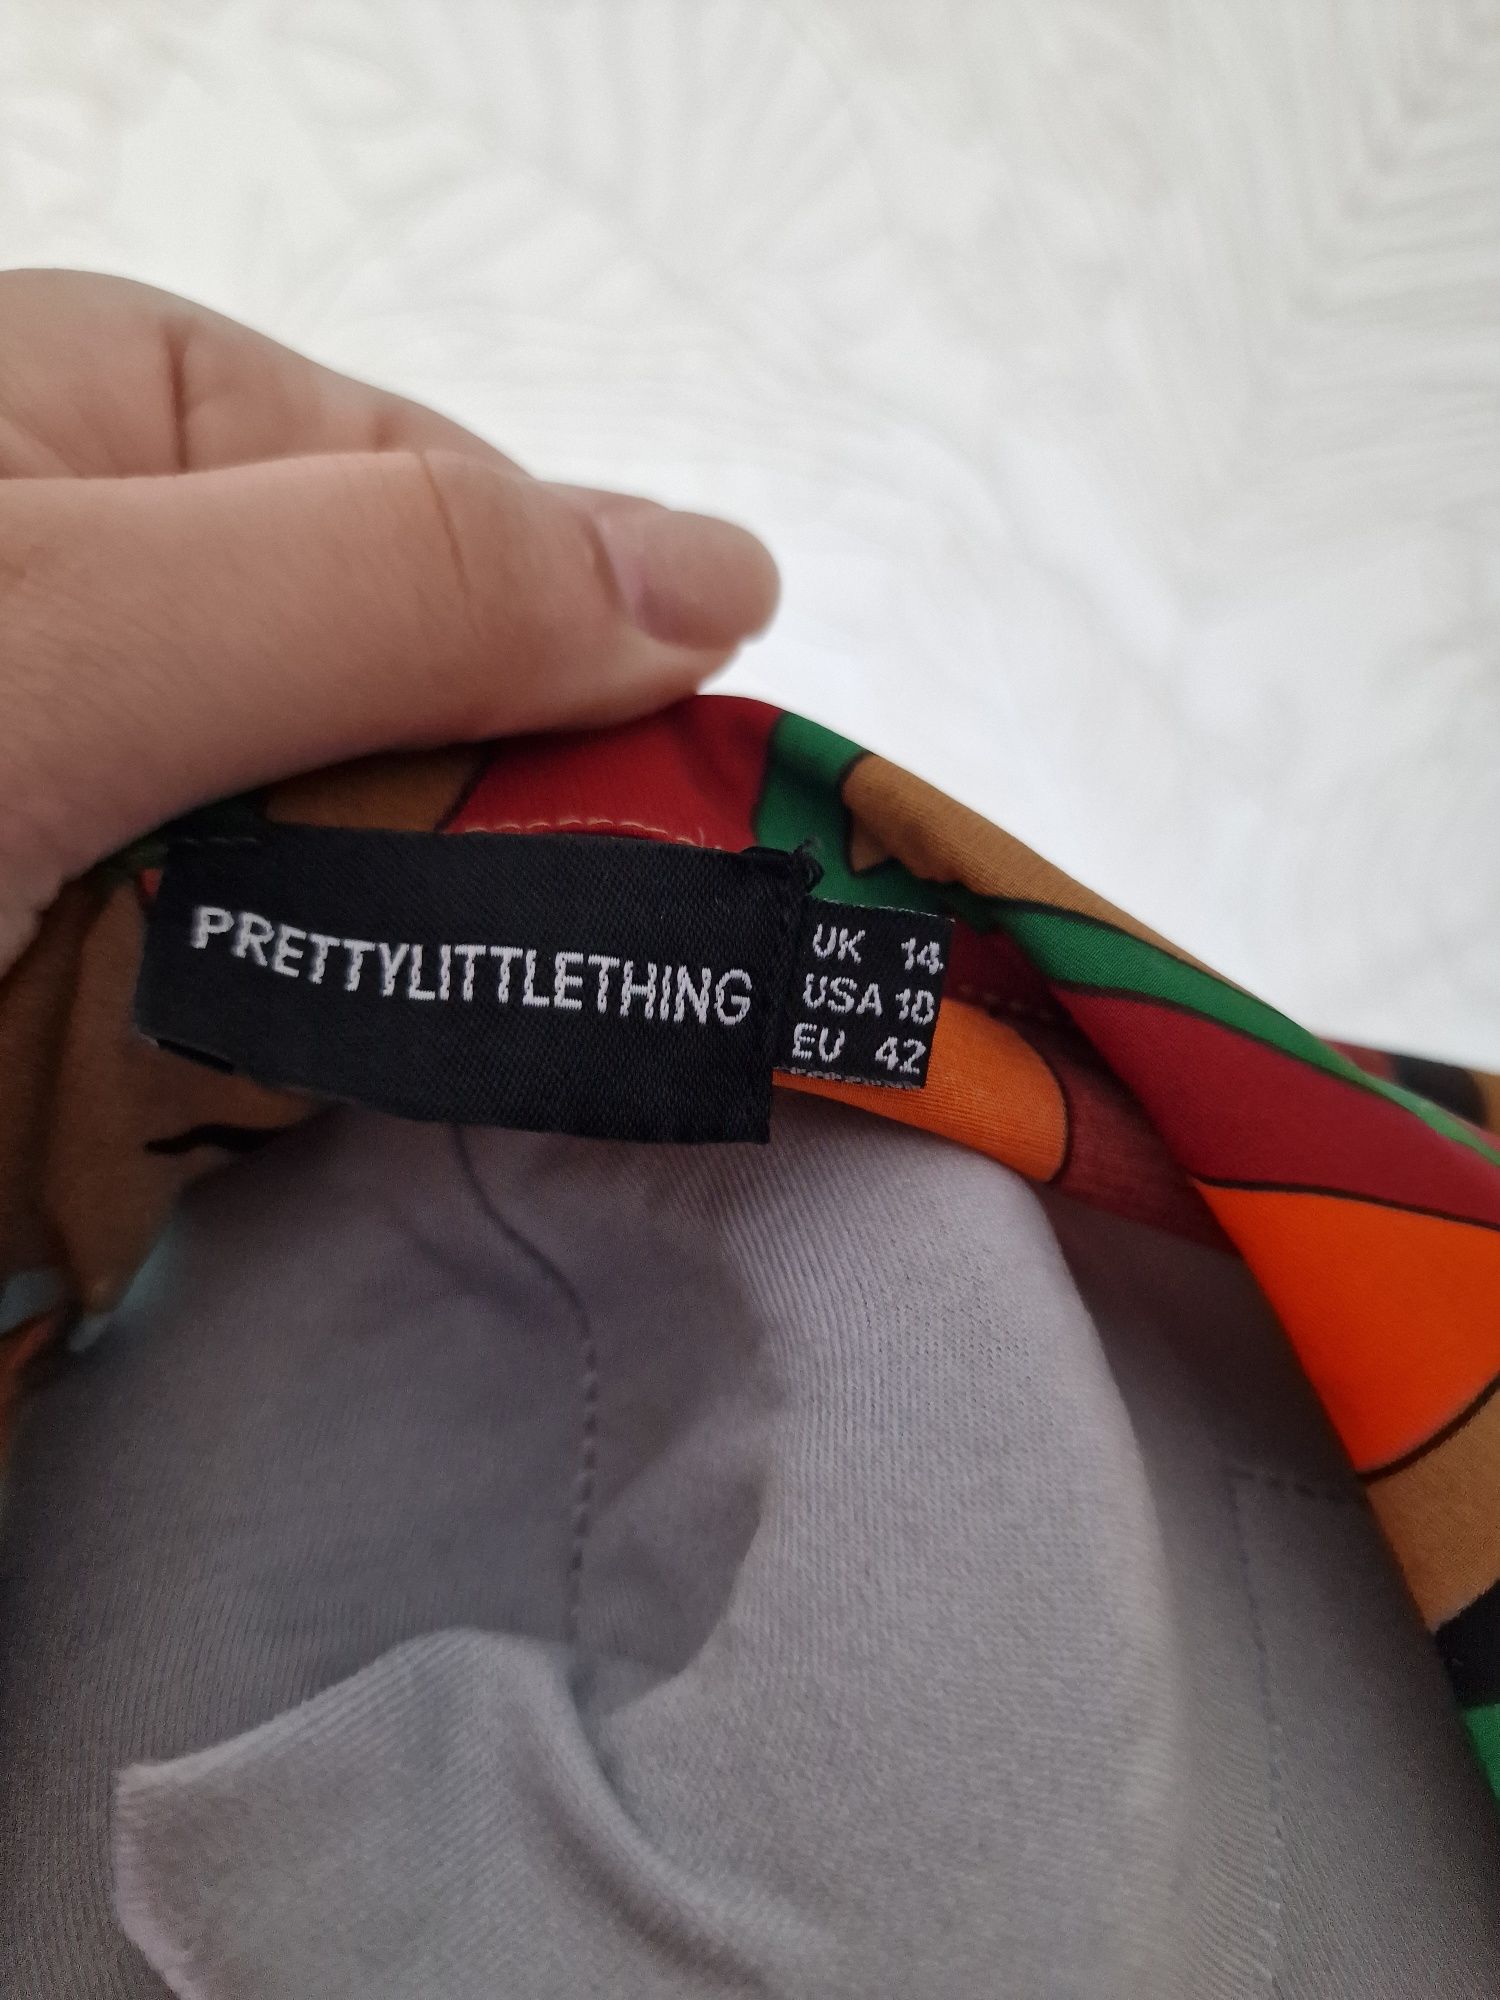 PRETTYLITTLETHING
UK 14
USA 10
EU 42